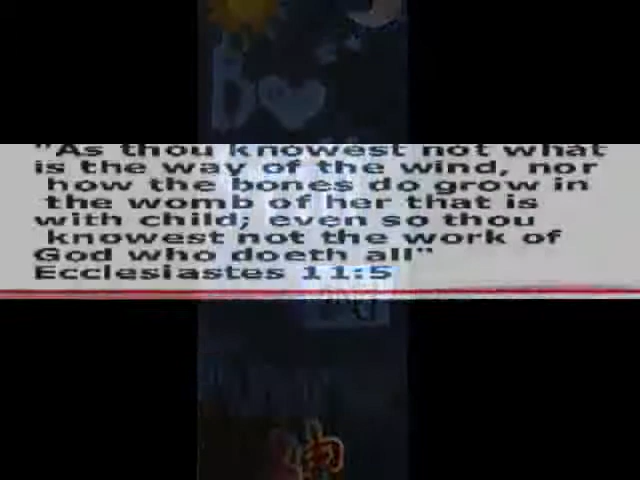 "As thou knowest not what
is the way of the wind, nor
how the bones do grow in
the womb of her that is
with child; even so thou
knowest not the work of
God who doeth all"
Ecclesiastes 11:5